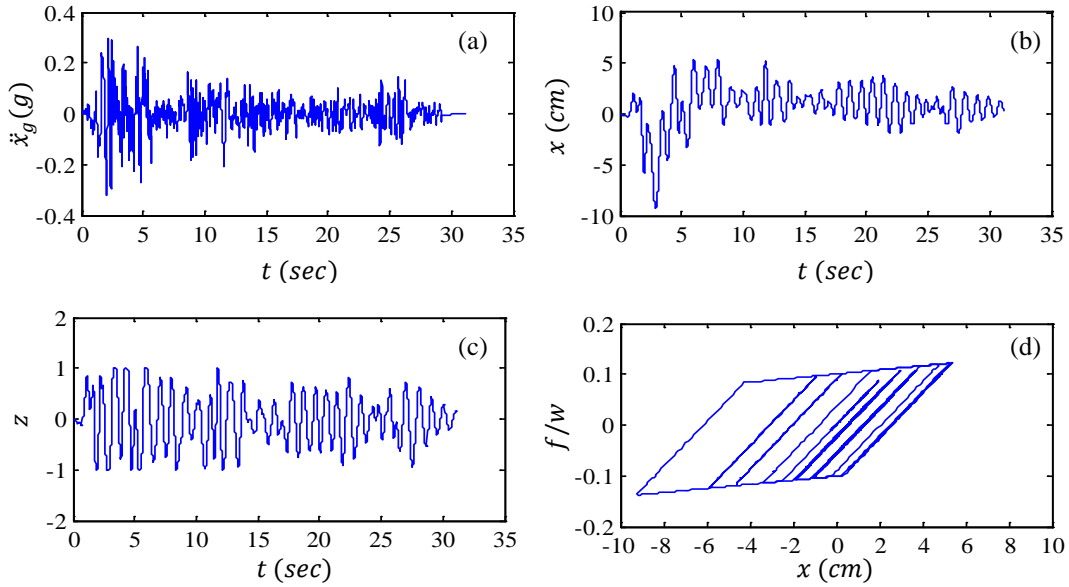 (a)
0.4
0.2
0
-0.2
-0.4
ẍg(g)
0 5 10 15 20 25 30 35
t (sec)
(b)
10
5
0
-5
-10
x (cm)
0 5 10 15 20 25 30 35
t (sec)
(c)
2
1
0
-1
-2
z
0 5 10 15 20 25 30 35
t (sec)
(d)
0.2
0.1
0
-0.1
-0.2
f/w
-10 -8 -6 -4 -2 0 2 4 6 8 10
x (cm)